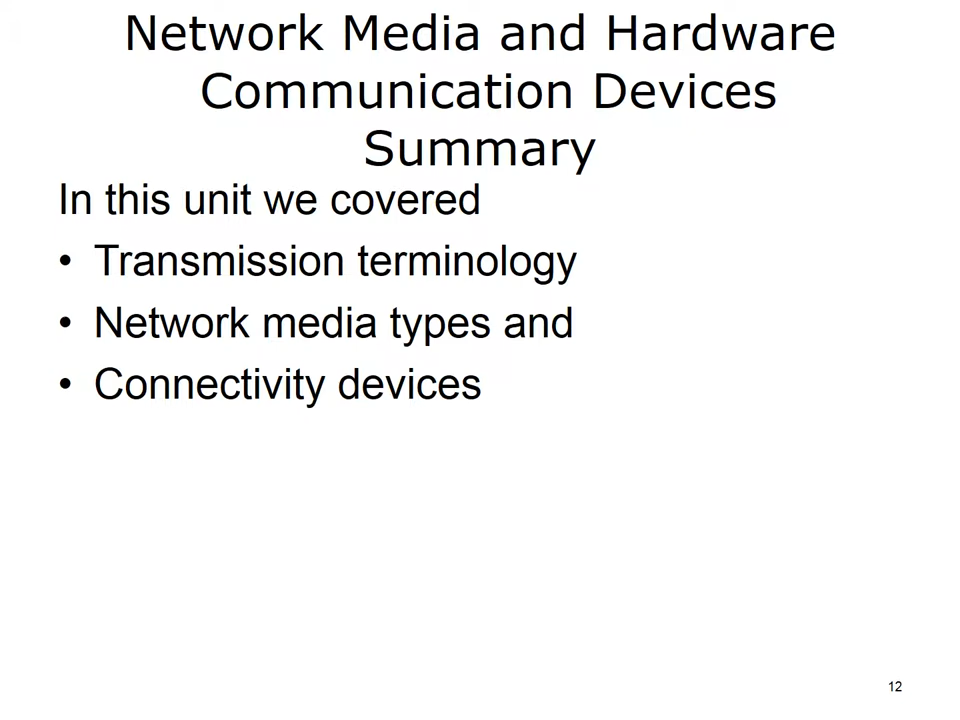 Network Media and Hardware
Communication Devices
Summary
In this unit we covered
• Transmission terminology
• Network media types and
• Connectivity devices
12